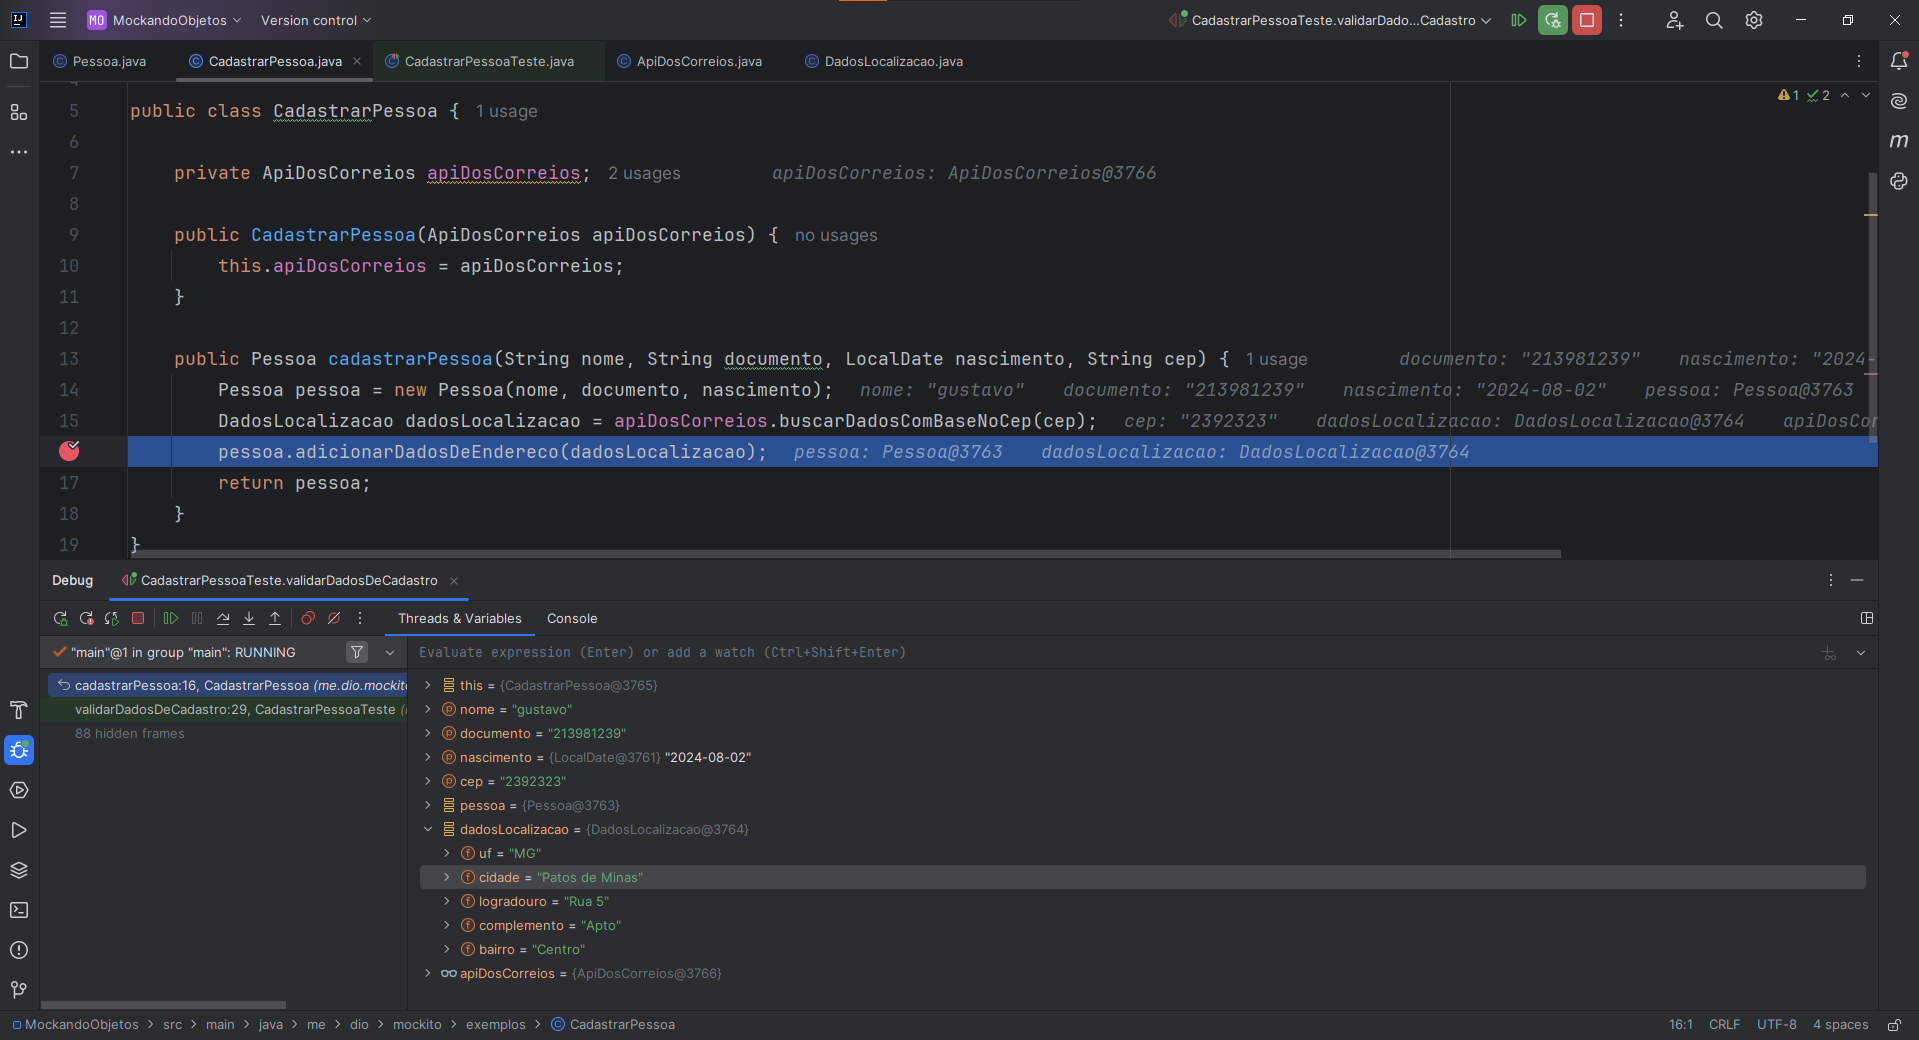 MO MockandoObjetos Version control CadastrarPessoaTeste.validarDado...Cadastro
Pessoa.java CadastrarPessoa.java CadastrarPessoaTeste.java ApiDosCorreios.java DadosLocalizacao.java
1 2
5 public class CadastrarPessoa { 1 usage
6
7 private ApiDosCorreios apiDosCorreios; 2 usages apiDosCorreios: ApiDosCorreios@3766
8
9 public CadastrarPessoa(ApiDosCorreios apiDosCorreios) { no usages
10 this.apiDosCorreios = apiDosCorreios;
11 }
12
13 public Pessoa cadastrarPessoa(String nome, String documento, LocalDate nascimento, String cep) { 1 usage documento: "213981239" nascimento: "2024-
14 Pessoa pessoa = new Pessoa(nome, documento, nascimento); nome: "gustavo" documento: "213981239" nascimento: "2024-08-02" pessoa: Pessoa@3763
15 DadosLocalizacao dadosLocalizacao = apiDosCorreios.buscarDadosComBaseNoCep(cep); cep: "2392323" dadosLocalizacao: DadosLocalizacao@3764 apiDosCor
pessoa.adicionarDadosDeEndereco(dadosLocalizacao); pessoa: Pessoa@3763 dadosLocalizacao: DadosLocalizacao@3764
17 return pessoa;
18 }
19 }
Debug CadastrarPessoaTeste.validarDadosDeCadastro
Threads & Variables Console
"main"@1 in group "main": RUNNING
Evaluate expression (Enter) or add a watch (Ctrl+Shift+Enter)
cadastrarPessoa:16, CadastrarPessoa (me.dio.mockito
validarDadosDeCadastro:29, CadastrarPessoaTeste (
88 hidden frames
this = {CadastrarPessoa@3765}
nome = "gustavo"
documento = "213981239"
nascimento = {LocalDate@3761} "2024-08-02"
cep = "2392323"
pessoa = {Pessoa@3763}
dadosLocalizacao = {DadosLocalizacao@3764}
uf = "MG"
cidade = "Patos de Minas"
logradouro = "Rua 5"
complemento = "Apto"
bairro = "Centro"
apiDosCorreios = {ApiDosCorreios@3766}
MockandoObjetos > src > main > java > me > dio > mockito > exemplos > CadastrarPessoa 16:1 CRLF UTF-8 4 spaces